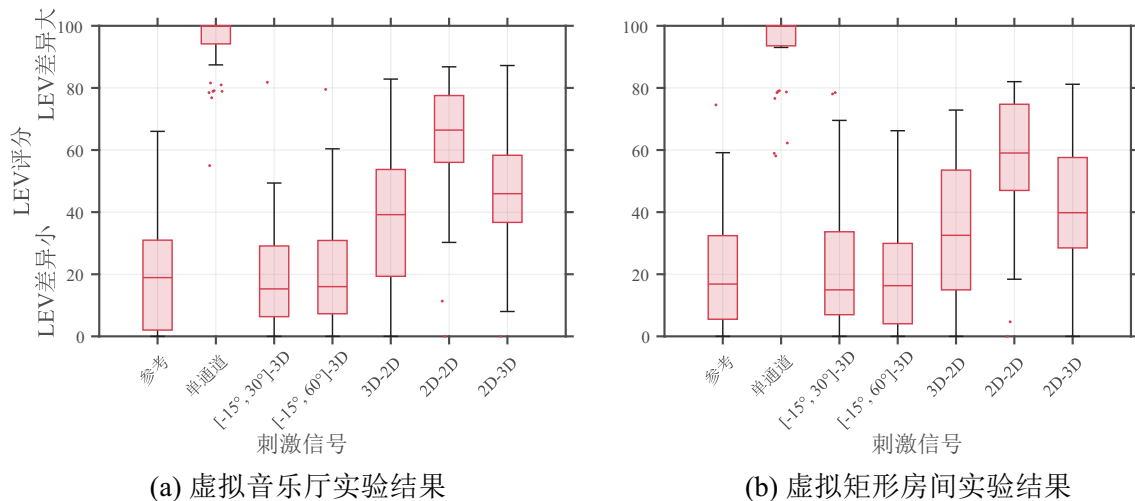 LEV评分
LEV差异大
LEV差异小
100
80
60
40
20
0
参考
单通道
[-15°, 30°]-3D
[-15°, 60°]-3D
3D-2D
2D-2D
2D-3D
刺激信号
(a) 虚拟音乐厅实验结果
100
80
60
40
20
0
参考
单通道
[-15°, 30°]-3D
[-15°, 60°]-3D
3D-2D
2D-2D
2D-3D
刺激信号
(b) 虚拟矩形房间实验结果